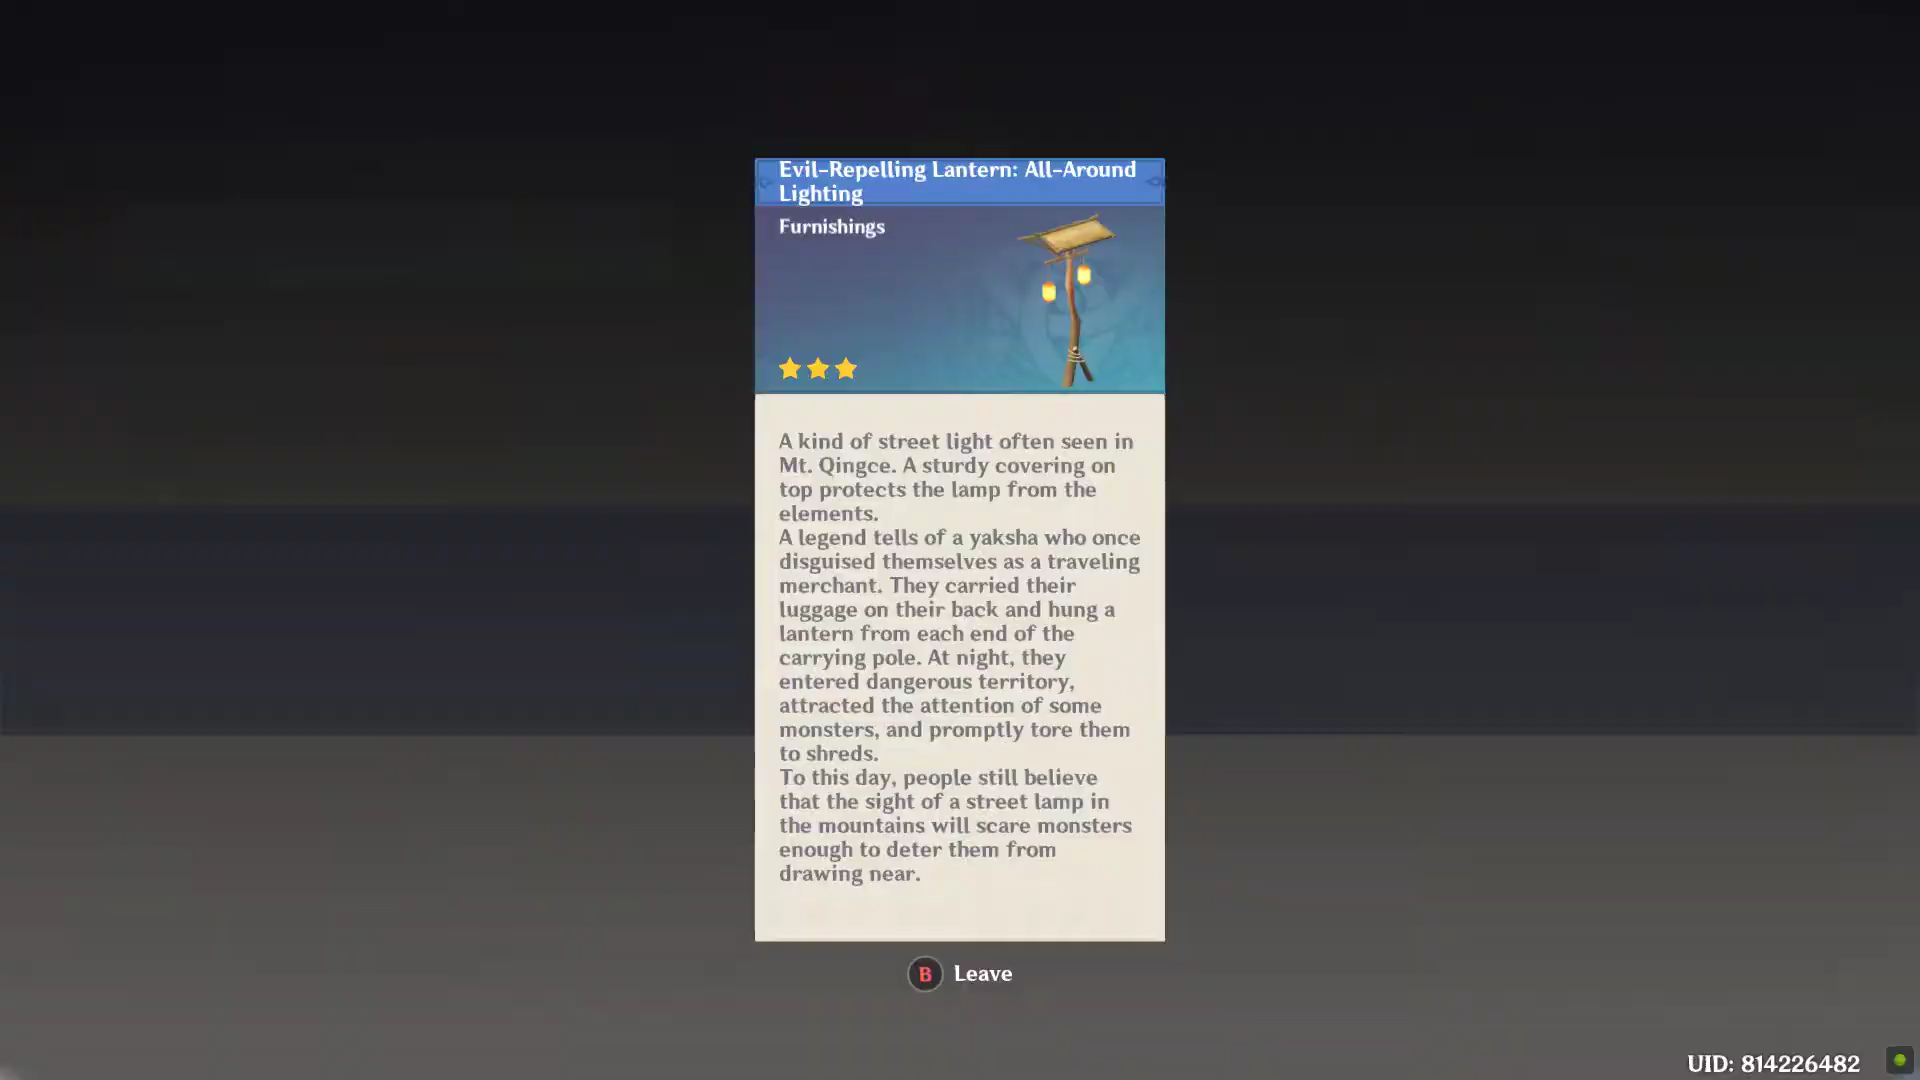 Evil-Repelling Lantern: All-Around
Lighting
Furnishings
A kind of street light often seen in
Mt. Qingce. A sturdy covering on
top protects the lamp from the
elements.
A legend tells of a yaksha who once
disguised themselves as a traveling
merchant. They carried their
luggage on their back and hung a
lantern from each end of the
carrying pole. At night, they
entered dangerous territory,
attracted the attention of some
monsters, and promptly tore them
to shreds.
To this day, people still believe
that the sight of a street lamp in
the mountains will scare monsters
enough to deter them from
drawing near.
B Leave
UID: 814226482